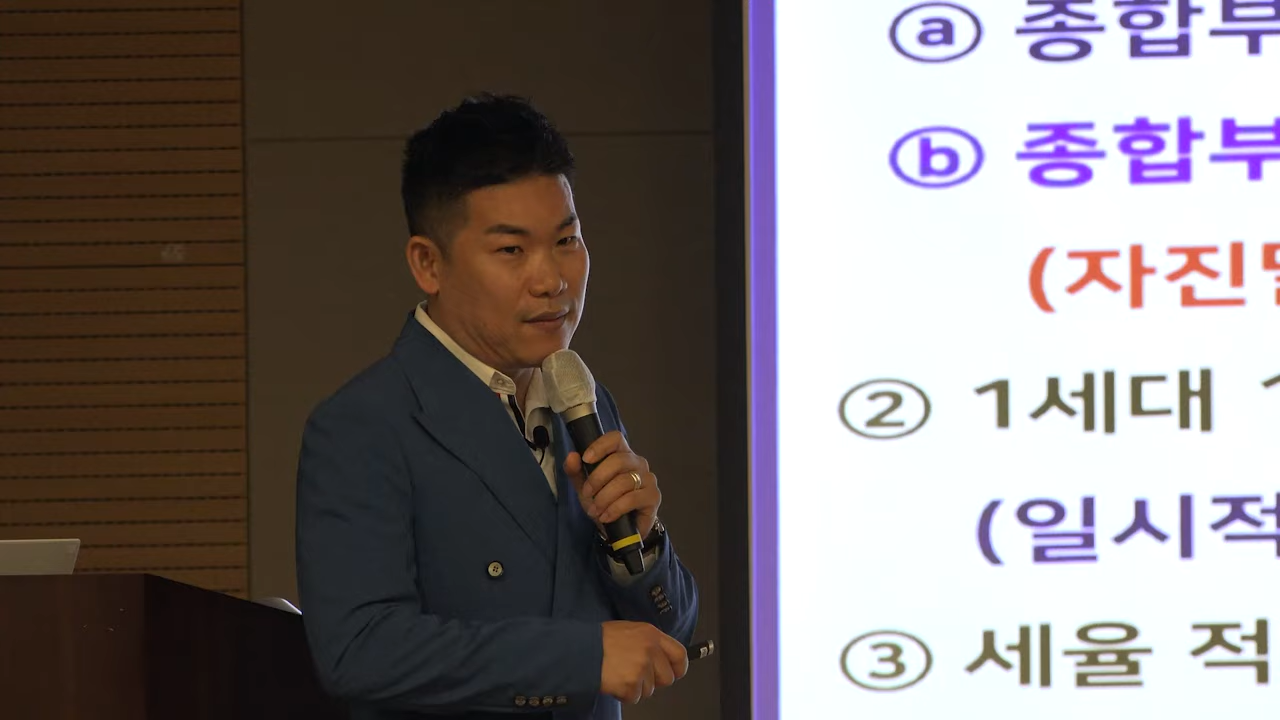 ⓐ 종합부
ⓑ 종합부
(자진
② 1세대
(일시적
③ 세율 적